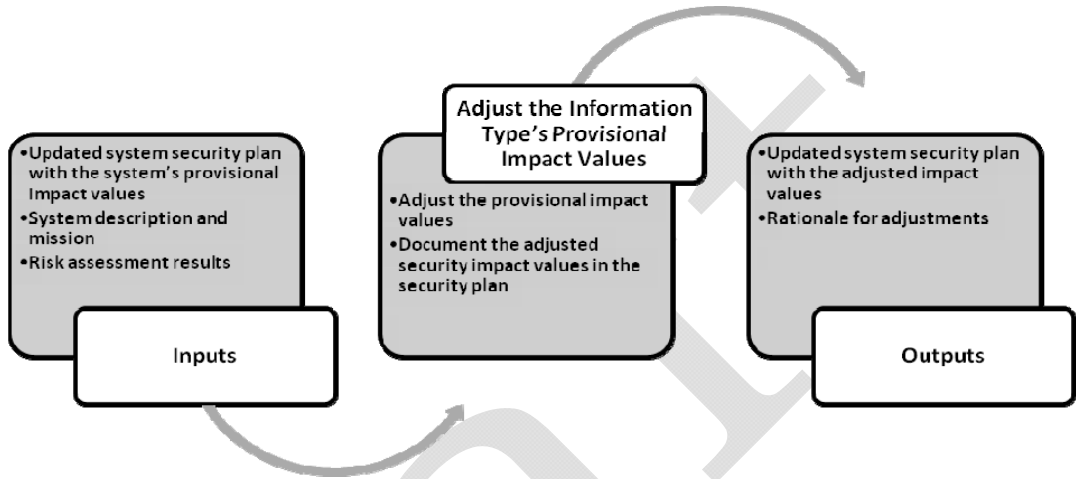 •Updated system security plan
with the system's provisional
Impact values
•System description and
mission
•Risk assessment results
Inputs
Adjust the Information
Type's Provisional
Impact Values
•Adjust the provisional impact
values
•Document the adjusted
security impact values in the
security plan
•Updated system security plan
with the adjusted impact
values
•Rationale for adjustments
Outputs